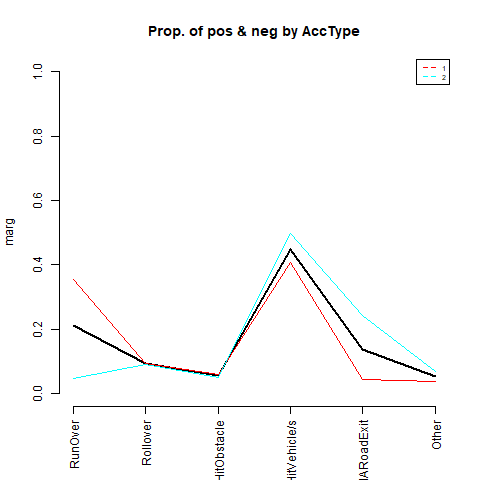 Prop. of pos & neg by AccType
1
2
marg
1.0
0.8
0.6
0.4
0.2
0.0
RunOver
Rollover
HitObstacle
HitVehicle/s
IARoadExit
Other